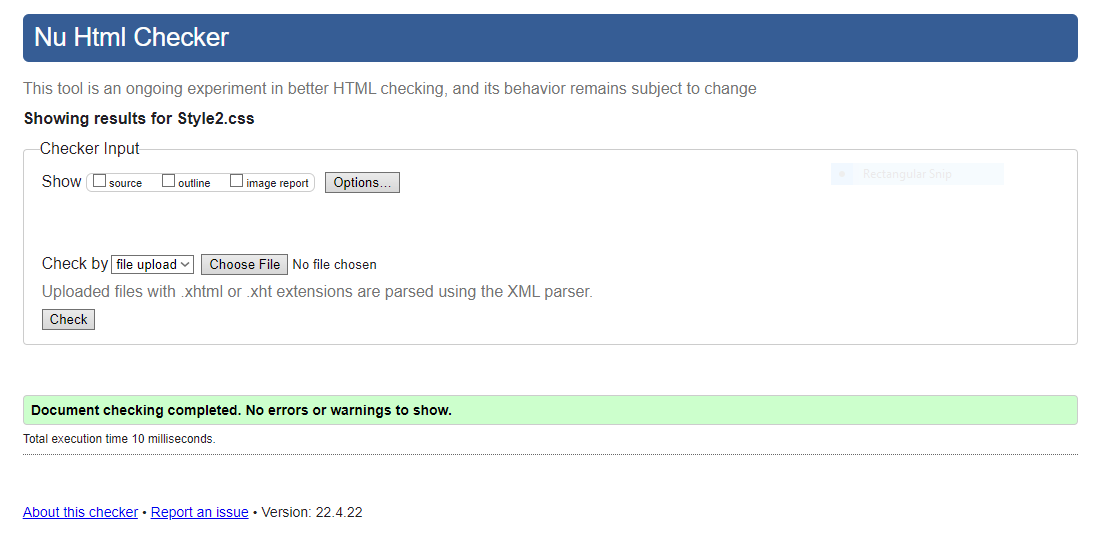 Nu Html Checker
This tool is an ongoing experiment in better HTML checking, and its behavior remains subject to change
Showing results for Style2.css
Checker Input
Show source outline image report Options...
Rectangular Snip
Check by file upload Choose File No file chosen
Uploaded files with .xhtml or .xht extensions are parsed using the XML parser.
Check
Document checking completed. No errors or warnings to show.
Total execution time 10 milliseconds.
About this checker • Report an issue • Version: 22.4.22